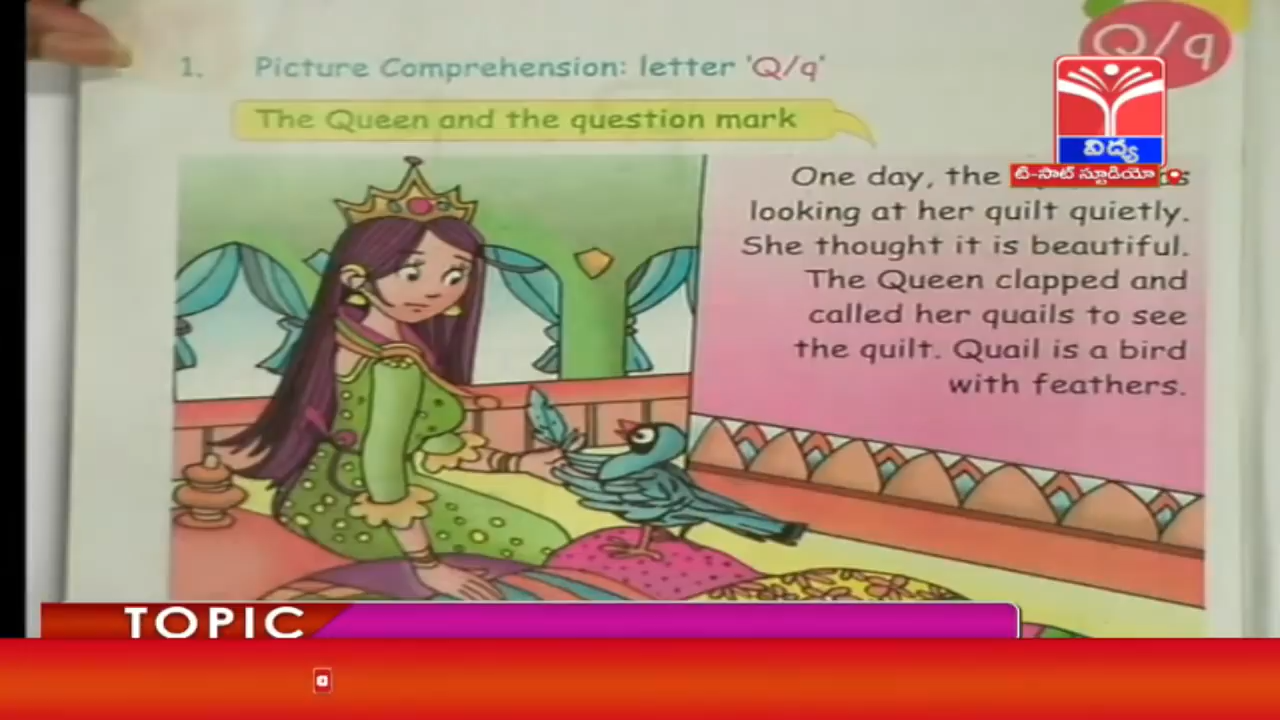 Q/q
1. Picture Comprehension: letter 'Q/q'
The Queen and the question mark
విద్య
టి-సాట్ స్టూడియో
One day, the
looking at her quilt quietly.
She thought it is beautiful.
The Queen clapped and
called her quails to see
the quilt. Quail is a bird
with feathers.
TOPIC